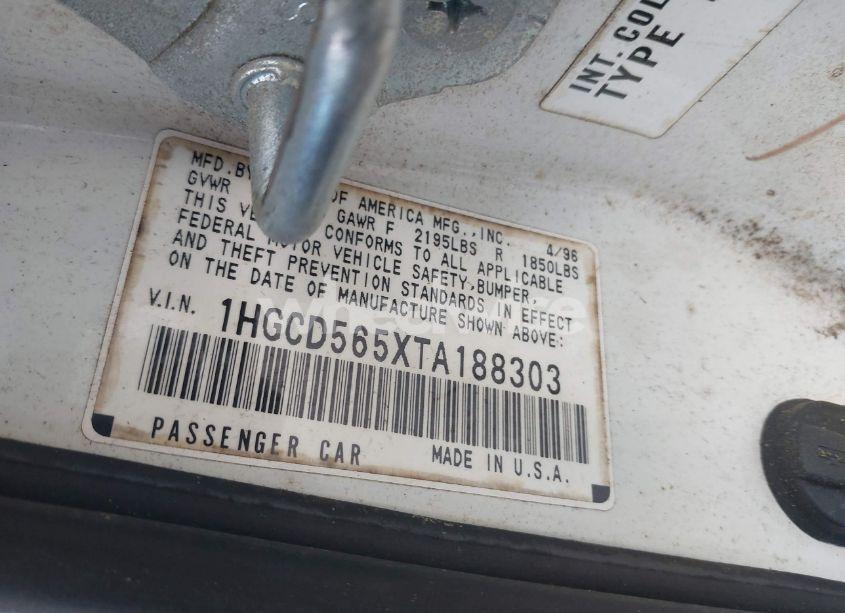 INT. COL
TYPE
MFD. BY OF AMERICA MFG., INC. 4/96
GVWR GAWR F 2195LBS R 1850LBS
THIS VE CONFORMS TO ALL APPLICABLE
FEDERAL MOTOR VEHICLE SAFETY, BUMPER,
AND THEFT PREVENTION STANDARDS IN EFFECT
ON THE DATE OF MANUFACTURE SHOWN ABOVE:
V.I.N. 1HGCD565XTA188303
PASSENGER CAR MADE IN U.S.A.